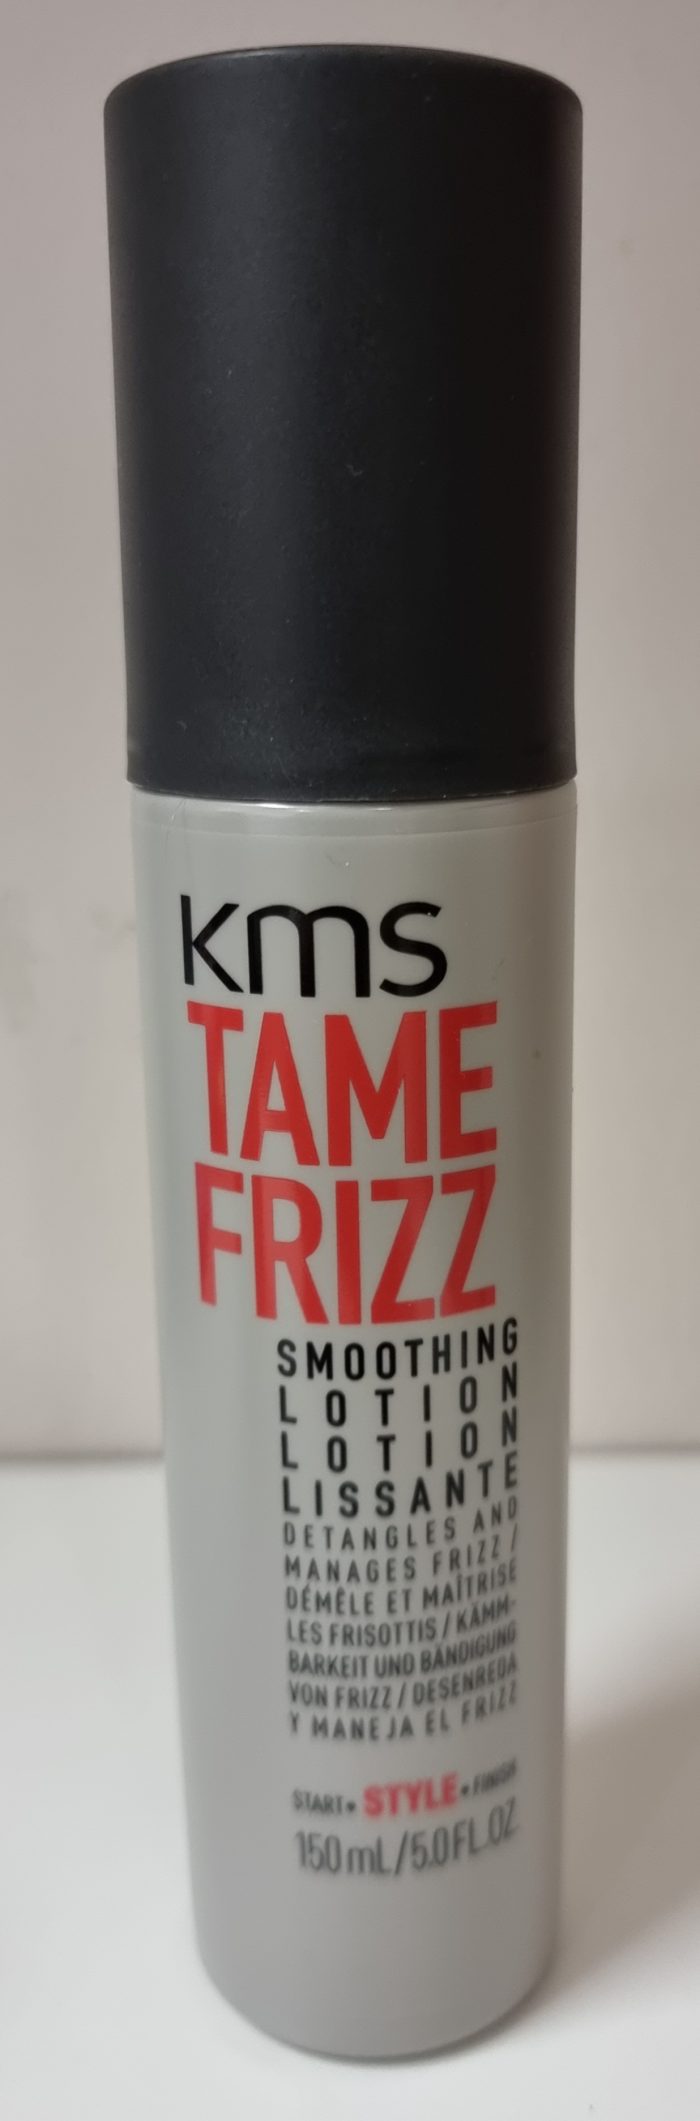 kms
TAME
FRIZZ
SMOOTHING
LOTION
LOTION
LISSANTE
DETANGLES AND
MANAGES FRIZZ /
DÉMÊLE ET MAÎTRISE
LES FRISOTTIS / KÄMM-
BARKEIT UND BÄNDIGUNG
VON FRIZZ / DESENREDA
Y MANEJA EL FRIZZ
START • STYLE • FINISH
150 mL/5.0 FL.OZ.